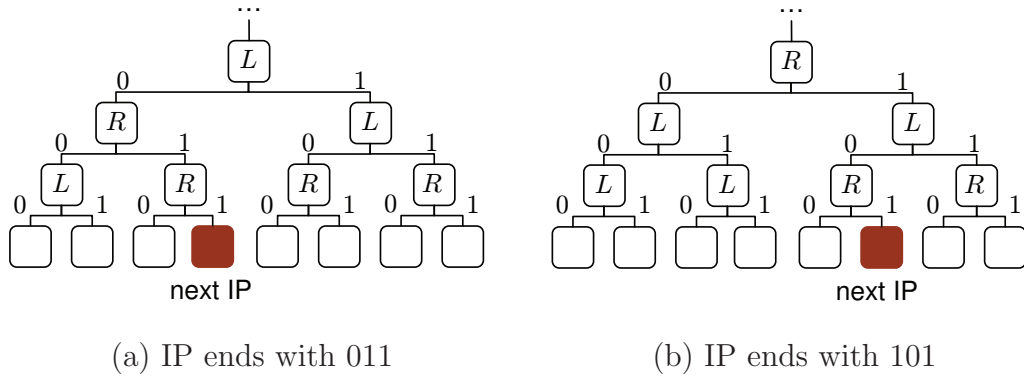 ... ...
L R
0 1 0 1
R L L L
0 1 0 1 0 1 0 1
L R R R L L R R
0 1 0 1 0 1 0 1 0 1 0 1 0 1 0 1
next IP next IP
(a) IP ends with 011 (b) IP ends with 101